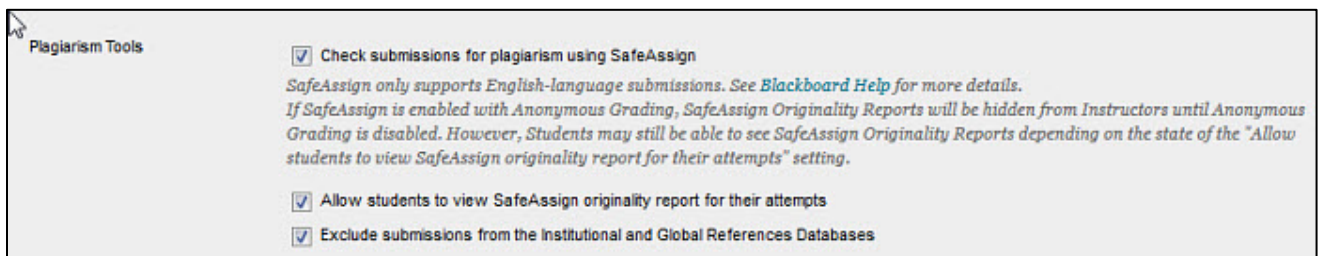 Plagiarism Tools
Check submissions for plagiarism using SafeAssign
SafeAssign only supports English-language submissions. See Blackboard Help for more details.
If SafeAssign is enabled with Anonymous Grading, SafeAssign Originality Reports will be hidden from Instructors until Anonymous
Grading is disabled. However, Students may still be able to see SafeAssign Originality Reports depending on the state of the "Allow
students to view SafeAssign originality report for their attempts" setting.
Allow students to view SafeAssign originality report for their attempts
Exclude submissions from the Institutional and Global References Databases